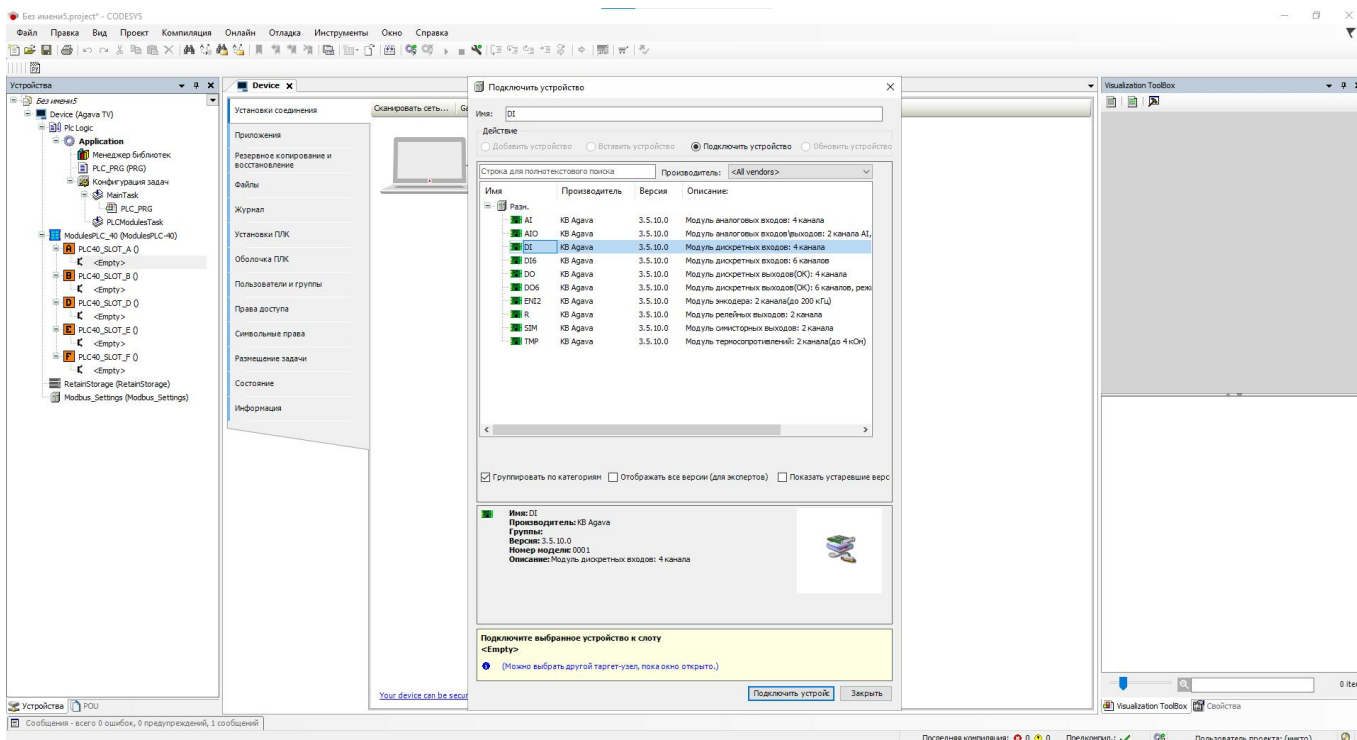 Без имени5.project* - CODESYS
Файл Правка Вид Проект Компиляция Онлайн Отладка Инструменты Окно Справка
Устройства
Без имени5
Device (Agava TV)
Plc Logic
Application
Менеджер библиотек
PLC_PRG (PRG)
Конфигурация задач
MainTask
PLC_PRG
PLCModulesTask
ModulesPLC_40 (ModulesPLC-40)
A PLC40_SLOT_A ()
<Empty>
B PLC40_SLOT_B ()
<Empty>
D PLC40_SLOT_D ()
<Empty>
E PLC40_SLOT_E ()
<Empty>
F PLC40_SLOT_F ()
<Empty>
RetainStorage (RetainStorage)
Modbus_Settings (Modbus_Settings)
Устройства POU
Device
Установки соединения
Приложения
Резервное копирование и
восстановление
Файлы
Журнал
Установки ПЛК
Оболочка ПЛК
Пользователи и группы
Права доступа
Символьные права
Размещение задачи
Состояние
Информация
Сканировать сеть... Ga
Your device can be secur
Подключить устройство
Имя: DI
Действие
Добавить устройство Вставить устройство Подключить устройство Обновить устройство
Строка для полнотекстового поиска Производитель: <All vendors>
Имя Производитель Версия Описание:
Разн.
AI KB Agava 3.5.10.0 Модуль аналоговых входов: 4 канала
AIO KB Agava 3.5.10.0 Модуль аналоговых входов\выходов: 2 канала AI,
DI KB Agava 3.5.10.0 Модуль дискретных входов: 4 канала
DI6 KB Agava 3.5.10.0 Модуль дискретных входов: 6 каналов
DO KB Agava 3.5.10.0 Модуль дискретных выходов(ОК): 4 канала
DO6 KB Agava 3.5.10.0 Модуль дискретных выходов(ОК): 6 каналов, режи
ENI2 KB Agava 3.5.10.0 Модуль энкодера: 2 канала(до 200 кГц)
R KB Agava 3.5.10.0 Модуль релейных выходов: 2 канала
SIM KB Agava 3.5.10.0 Модуль симисторных выходов: 2 канала
TMP KB Agava 3.5.10.0 Модуль термосопротивлений: 2 канала(до 4 кОм)
Группировать по категориям Отображать все версии (для экспертов) Показать устаревшие верс
Имя: DI
Производитель: KB Agava
Группы:
Версия: 3.5.10.0
Номер модели: 0001
Описание: Модуль дискретных входов: 4 канала
Подключите выбранное устройство к слоту
<Empty>
(Можно выбрать другой таргет-узел, пока окно открыто.)
Подключить устройс Закрыть
Visualization ToolBox
0 iter
Visualization ToolBox Свойства
Сообщения - всего 0 ошибок, 0 предупреждений, 1 сообщений
Последняя компиляция: 0 0 Предкомпил.: Пользователь проекта: (никто)